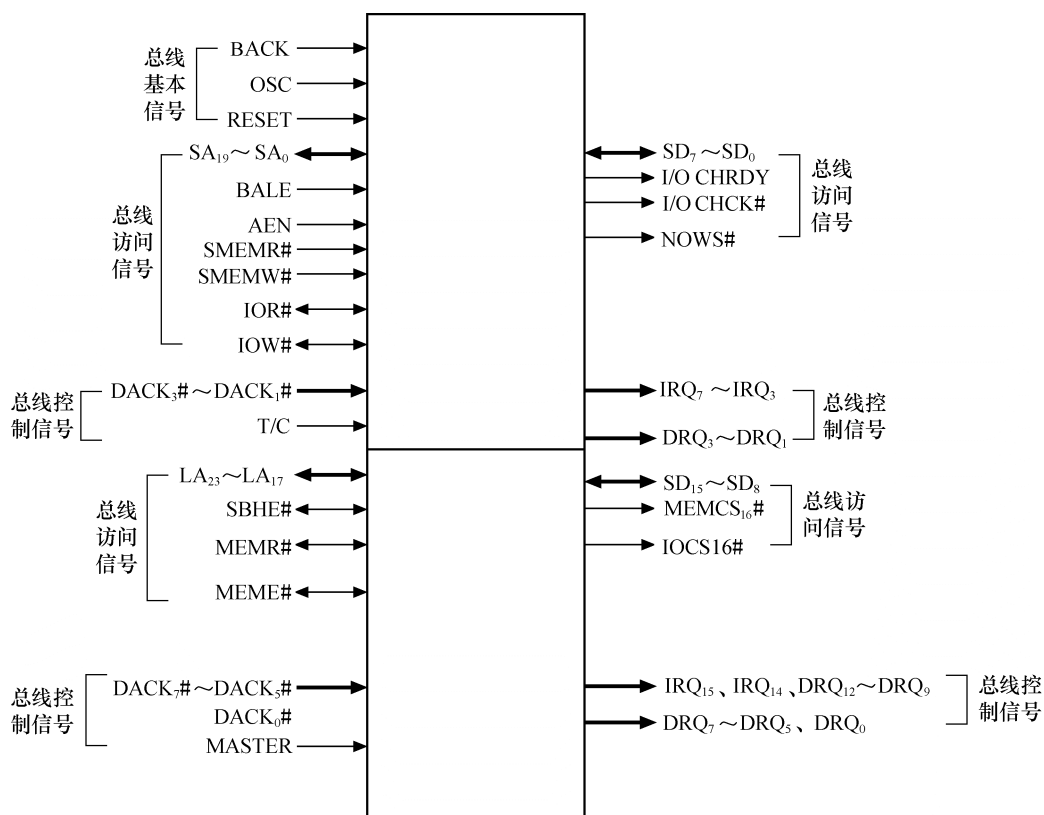 总线
基本
信号
BACK
OSC
RESET
总线
访问
信号
SA₁₉～SA₀
BALE
AEN
SMEMR#
SMEMW#
IOR#
IOW#
SD₇～SD₀
I/O CHRDY
I/O CHCK#
NOWS#
总线
访问
信号
总线控
制信号
DACK₃#～DACK₁#
T/C
IRQ₇～IRQ₃
DRQ₃～DRQ₁
总线控
制信号
总线
访问
信号
LA₂₃～LA₁₇
SBHE#
MEMR#
MEME#
SD₁₅～SD₈
MEMCS₁₆#
IOCS16#
总线访
问信号
总线控
制信号
DACK₇#～DACK₅#
DACK₀#
MASTER
IRQ₁₅、IRQ₁₄、DRQ₁₂～DRQ₉
DRQ₇～DRQ₅、DRQ₀
总线控
制信号